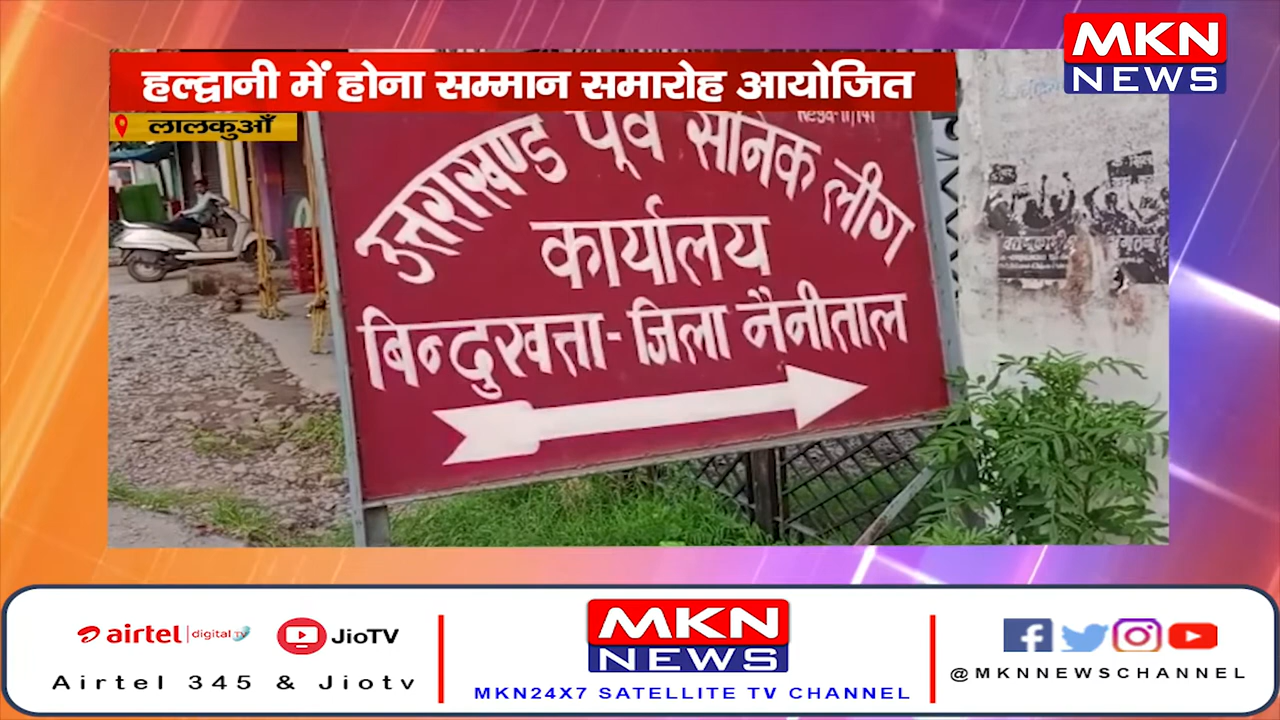 MKN
NEWS
हल्द्वानी में होना सम्मान समारोह आयोजित
लालकुआँ
उत्तराखण्ड पूर्व सैनिक लीग
कार्यालय
बिन्दुखत्ता - जिला नैनीताल
airtel digital TV
JioTV
Airtel 345 & Jiotv
MKN
NEWS
MKN24X7 SATELLITE TV CHANNEL
@MKNNEWSCHANNEL